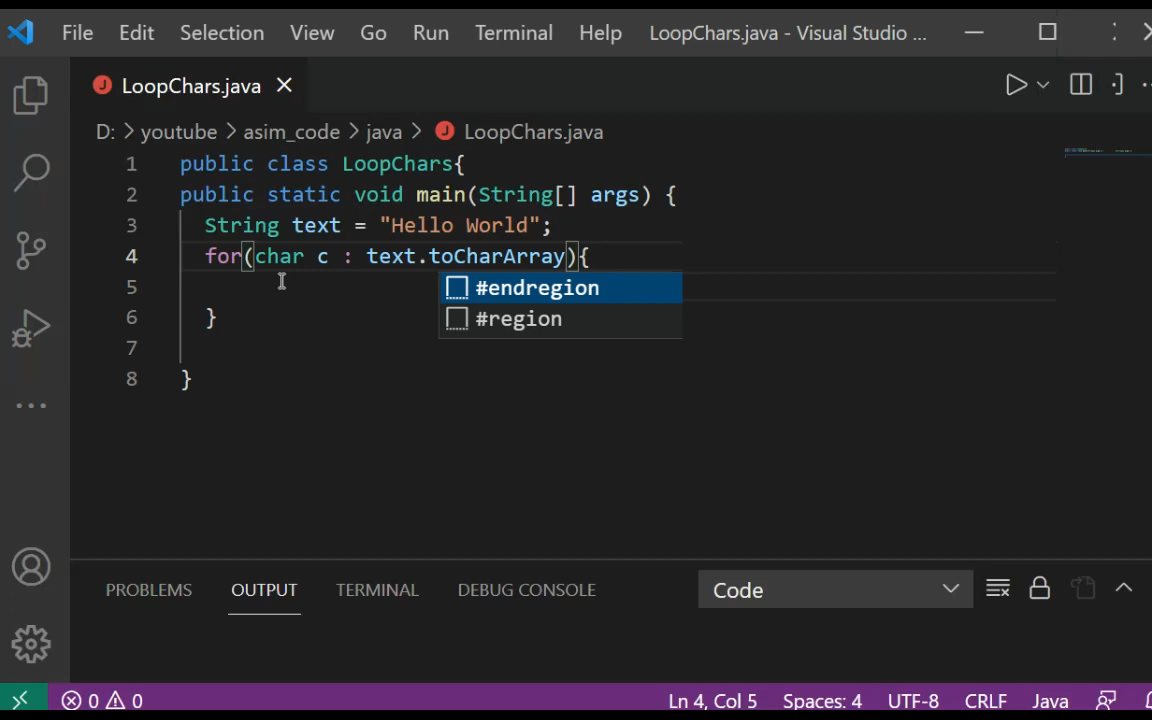 File Edit Selection View Go Run Terminal Help LoopChars.java - Visual Studio ...
LoopChars.java
D: > youtube > asim_code > java > LoopChars.java
1 public class LoopChars{
2 public static void main(String[] args) {
3 String text = "Hello World";
4 for(char c : text.toCharArray){
5 #endregion
6 } #region
7
8 }
PROBLEMS OUTPUT TERMINAL DEBUG CONSOLE Code
0 0 Ln 4, Col 5 Spaces: 4 UTF-8 CRLF Java